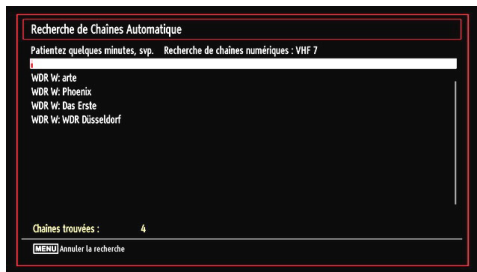 Recherche de Chaines Automatique
Patientez quelques minutes, svp. Recherche de chaînes numériques : VHF 7
WDR W: arte
WDR W: Phoenix
WDR W: Das Erste
WDR W: WDR Düsseldorf
Chaînes trouvées : 4
MENU Annuler la recherche